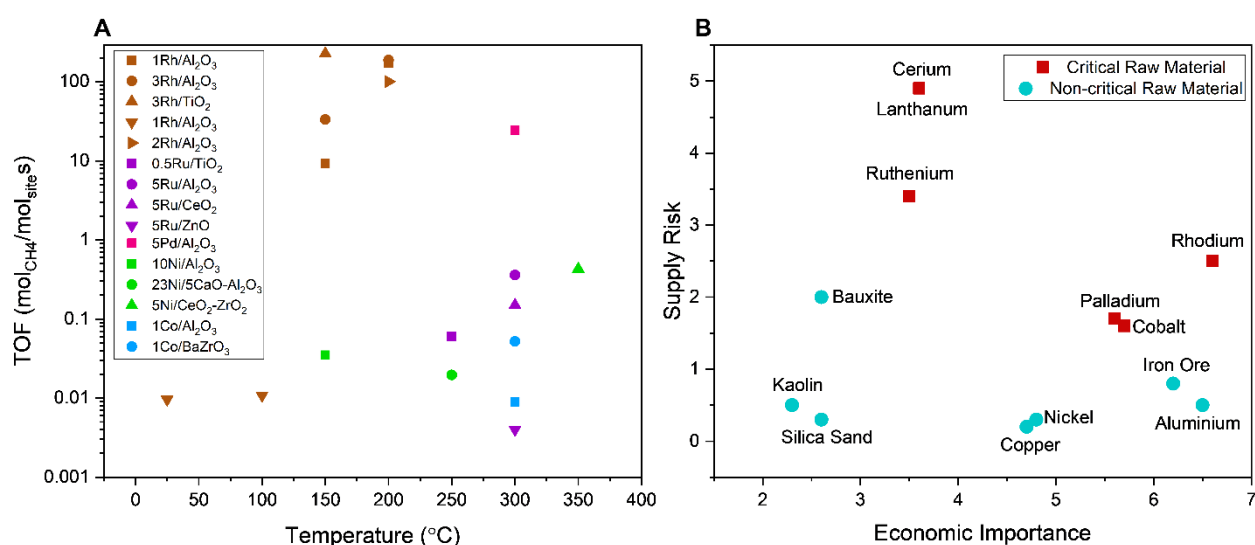 A
TOF (mol_CH4/mol_site s)
100
10
1
0.1
0.01
0.001
1Rh/Al₂O₃
3Rh/Al₂O₃
3Rh/TiO₂
1Rh/Al₂O₃
2Rh/Al₂O₃
0.5Ru/TiO₂
5Ru/Al₂O₃
5Ru/CeO₂
5Ru/ZnO
5Pd/Al₂O₃
10Ni/Al₂O₃
23Ni/5CaO-Al₂O₃
5Ni/CeO₂-ZrO₂
1Co/Al₂O₃
1Co/BaZrO₃
0 50 100 150 200 250 300 350 400
Temperature (°C)
B
Supply Risk
5
4
3
2
1
0
Critical Raw Material
Non-critical Raw Material
Cerium
Lanthanum
Ruthenium
Rhodium
Bauxite
Palladium
Cobalt
Iron Ore
Kaolin
Nickel
Aluminium
Silica Sand
Copper
2 3 4 5 6 7
Economic Importance